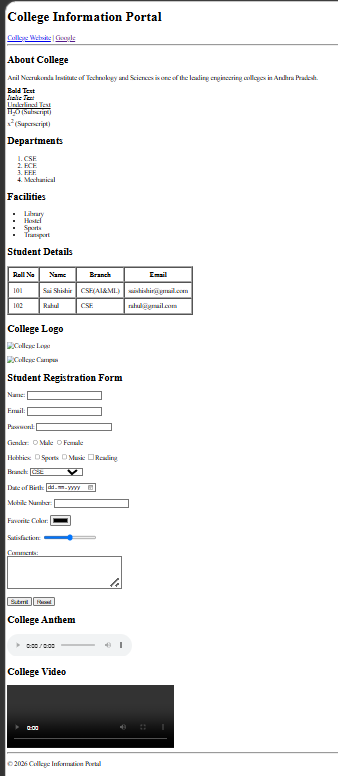 College Information Portal
College Website | Google
About College
Anil Neerukonda Institute of Technology and Sciences is one of the leading engineering colleges in Andhra Pradesh.
Bold Text
Italic Text
Underlined Text
H₂O (Subscript)
x² (Superscript)
Departments
1. CSE
2. ECE
3. EEE
4. Mechanical
Facilities
• Library
• Hostel
• Sports
• Transport
Student Details
Roll No Name Branch Email
101 Sai Shishir CSE(AI&ML) saishishir@gmail.com
102 Rahul CSE rahul@gmail.com
College Logo
College Logo
College Campus
Student Registration Form
Name:
Email:
Password:
Gender: Male Female
Hobbies: Sports Music Reading
Branch: CSE
Date of Birth: dd.mm.yyyy
Mobile Number:
Favorite Color:
Satisfaction:
Comments:
Submit Reset
College Anthem
0:00 / 0:00
College Video
0:00
© 2026 College Information Portal